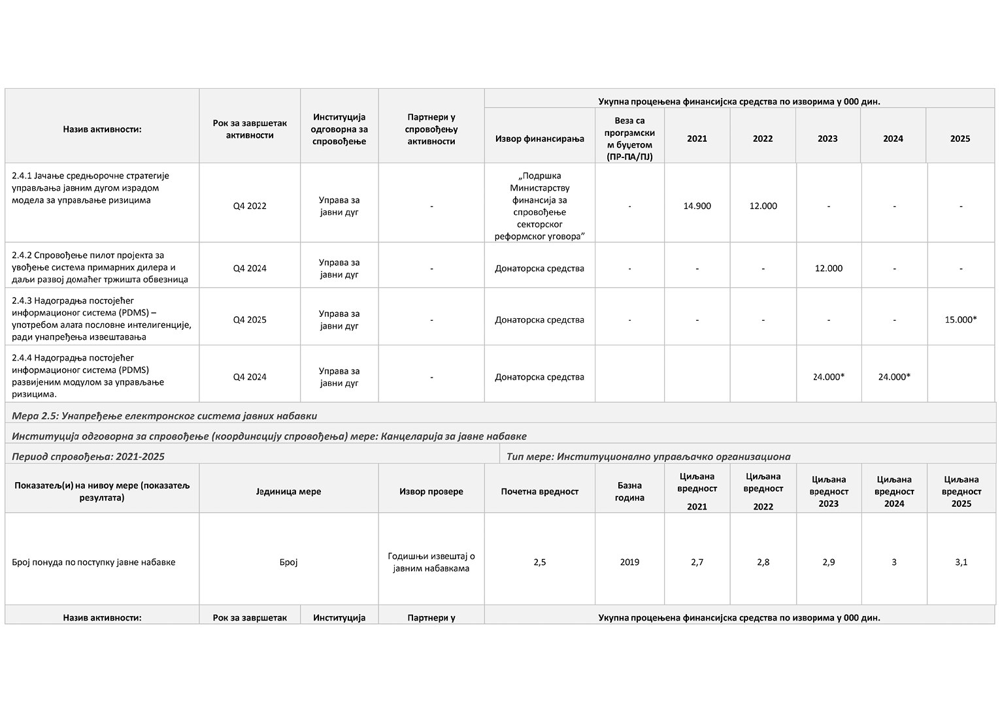 Укупна процењена финансијска средства по изворима у 000 дин.
Назив активности:
Рок за завршетак
активности
Институција
одговорна за
спровођење
Партнери у
спровођењу
активности
Извор финансирања
Веза са
програмски
м буџетом
(ПР-ПА/ПЈ)
2021
2022
2023
2024
2025
2.4.1 Јачање средњорочне стратегије
управљања јавним дугом израдом
модела за управљање ризицима
Q4 2022
Управа за
јавни дуг
-
„Подршка
Министарству
финансија за
спровођење
секторског
реформског уговора”
-
14.900
12.000
-
-
-
2.4.2 Спровођење пилот пројекта за
увођење система примарних дилера и
даљи развој домаћег тржишта обвезница
Q4 2024
Управа за
јавни дуг
-
Донаторска средства
-
-
-
12.000
-
-
2.4.3 Надоградња постојећег
информационог система (PDMS) –
употребом алата пословне интелигенције,
ради унапређења извештавања
Q4 2025
Управа за
јавни дуг
-
Донаторска средства
-
-
-
-
-
15.000*
2.4.4 Надоградња постојећег
информационог система (PDMS)
развијеним модулом за управљање
ризицима.
Q4 2024
Управа за
јавни дуг
-
Донаторска средства
24.000*
24.000*
Мера 2.5: Унапређење електронског система јавних набавки
Институција одговорна за спровођење (координацију спровођења) мере: Канцеларија за јавне набавке
Период спровођења: 2021-2025
Тип мере: Институционално управљачко организациона
Показатељ(и) на нивоу мере (показатељ
резултата)
Јединица мере
Извор провере
Почетна вредност
Базна
година
Циљана
вредност
2021
Циљана
вредност
2022
Циљана
вредност
2023
Циљана
вредност
2024
Циљана
вредност
2025
Број понуда по поступку јавне набавке
Број
Годишњи извештај о
јавним набавкама
2,5
2019
2,7
2,8
2,9
3
3,1
Назив активности:
Рок за завршетак
Институција
Партнери у
Укупна процењена финансијска средства по изворима у 000 дин.